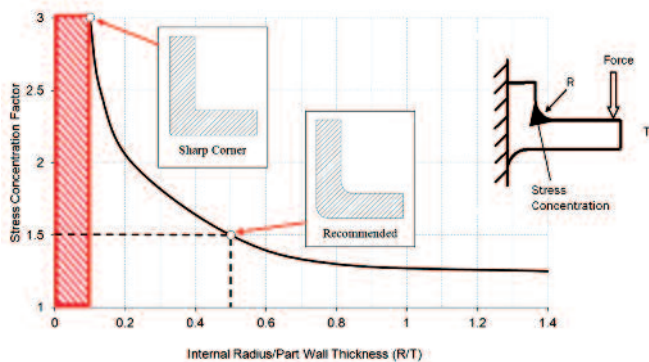 3
2.5
2
1.5
1
0
0.2
0.4
0.6
0.8
1
1.2
1.4
Stress Concentration Factor
Internal Radius/Part Wall Thickness (R/T)
Sharp Corner
Recommended
Force
R
T
Stress
Concentration